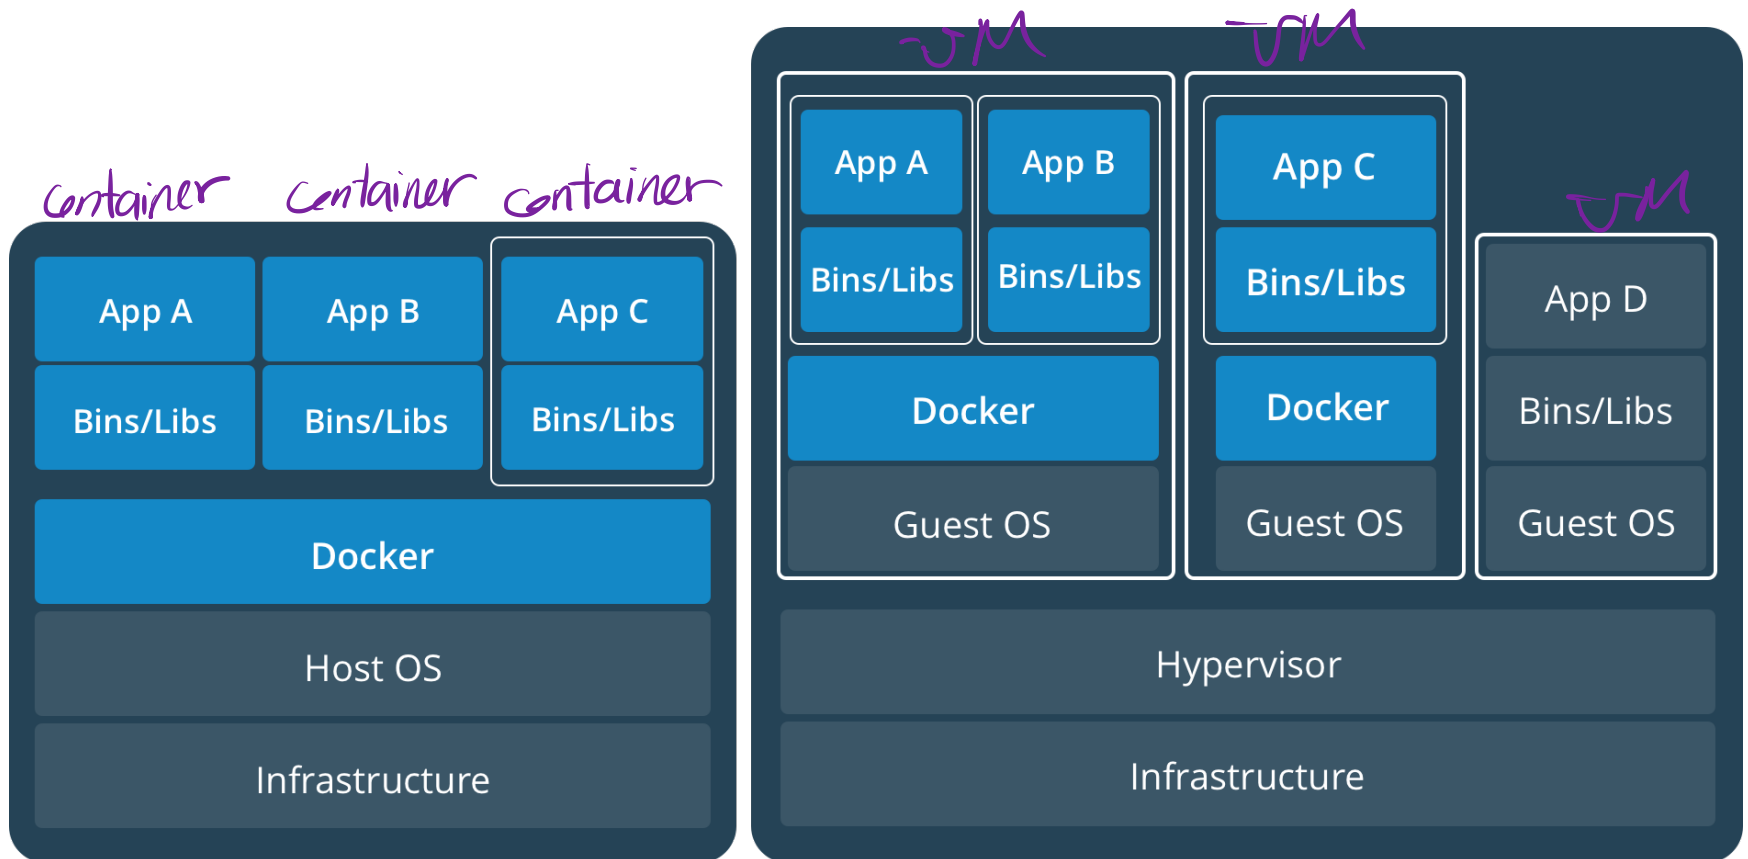 container container container
App A App B App C
Bins/Libs Bins/Libs Bins/Libs
Docker
Host OS
Infrastructure
VM VM
VM
App A App B App C
App D
Bins/Libs Bins/Libs Bins/Libs
Docker Docker Bins/Libs
Guest OS Guest OS Guest OS
Hypervisor
Infrastructure